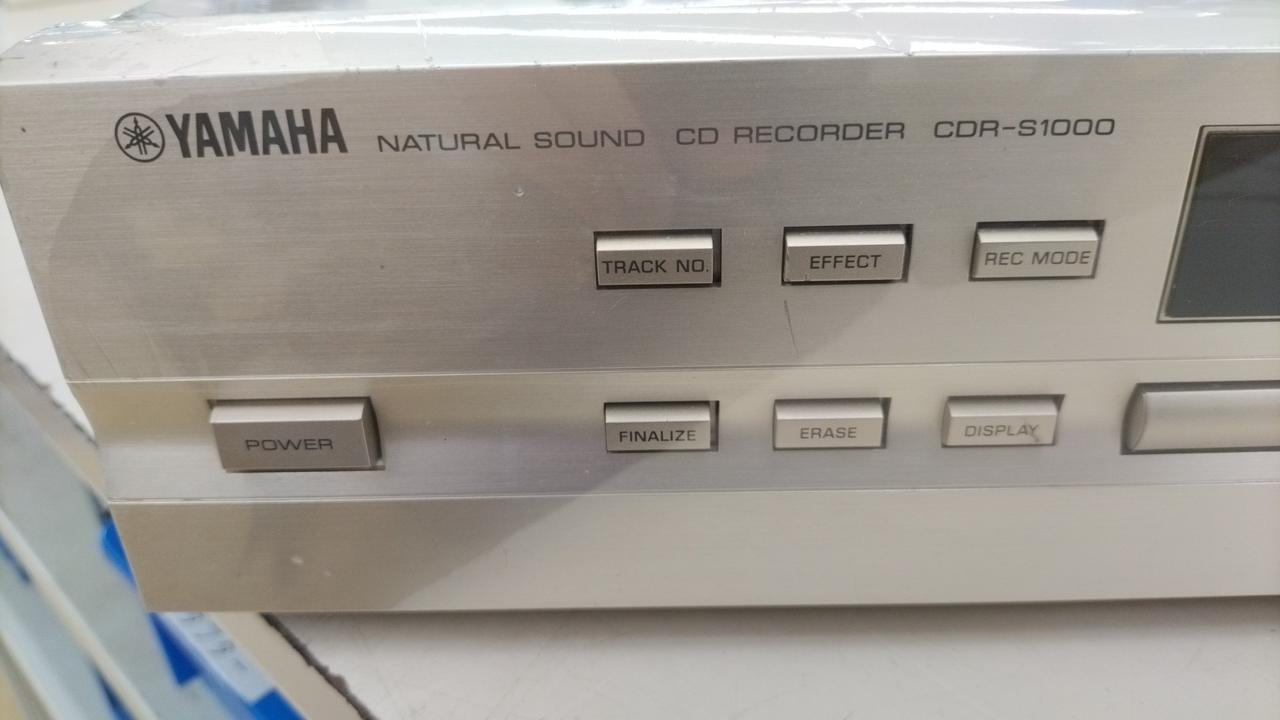 YAMAHA NATURAL SOUND CD RECORDER CDR-S1000
TRACK NO. EFFECT REC MODE
POWER FINALIZE ERASE DISPLAY